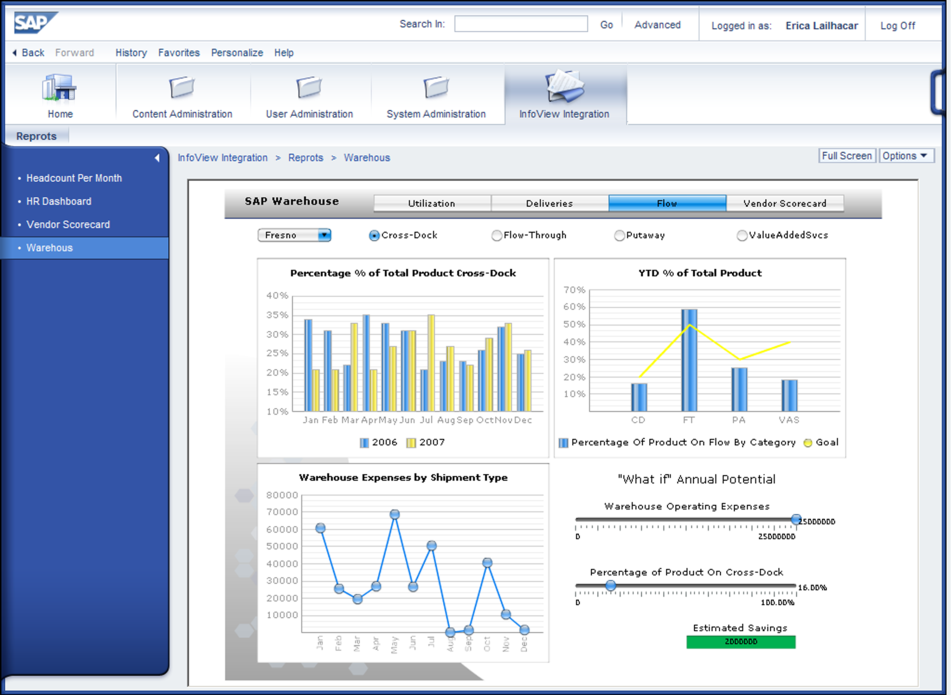 SAP
Search In: Go Advanced Logged in as: Erica Lailhacar Log Off
Back Forward History Favorites Personalize Help
Home Content Administration User Administration System Administration InfoView Integration
Reprots
• Headcount Per Month
• HR Dashboard
• Vendor Scorecard
• Warehous
InfoView Integration > Reprots > Warehous Full Screen Options
SAP Warehouse Utilization Deliveries Flow Vendor Scorecard
Fresno Cross-Dock Flow-Through Putaway ValueAddedSvcs
Percentage % of Total Product Cross-Dock
40%
35%
30%
25%
20%
15%
10%
Jan Feb Mar Apr May Jun Jul Aug Sep Oct Nov Dec
2006 2007
YTD % of Total Product
70%
60%
50%
40%
30%
20%
10%
CD FT PA VAS
Percentage Of Product On Flow By Category Goal
Warehouse Expenses by Shipment Type
80000
70000
60000
50000
40000
30000
20000
10000
Jan Feb Mar Apr May Jun Jul Aug Sep Oct Nov Dec
"What if" Annual Potential
Warehouse Operating Expenses
25000000
0 25000000
Percentage of Product On Cross-Dock
16.00%
0 100.00%
Estimated Savings
2000000